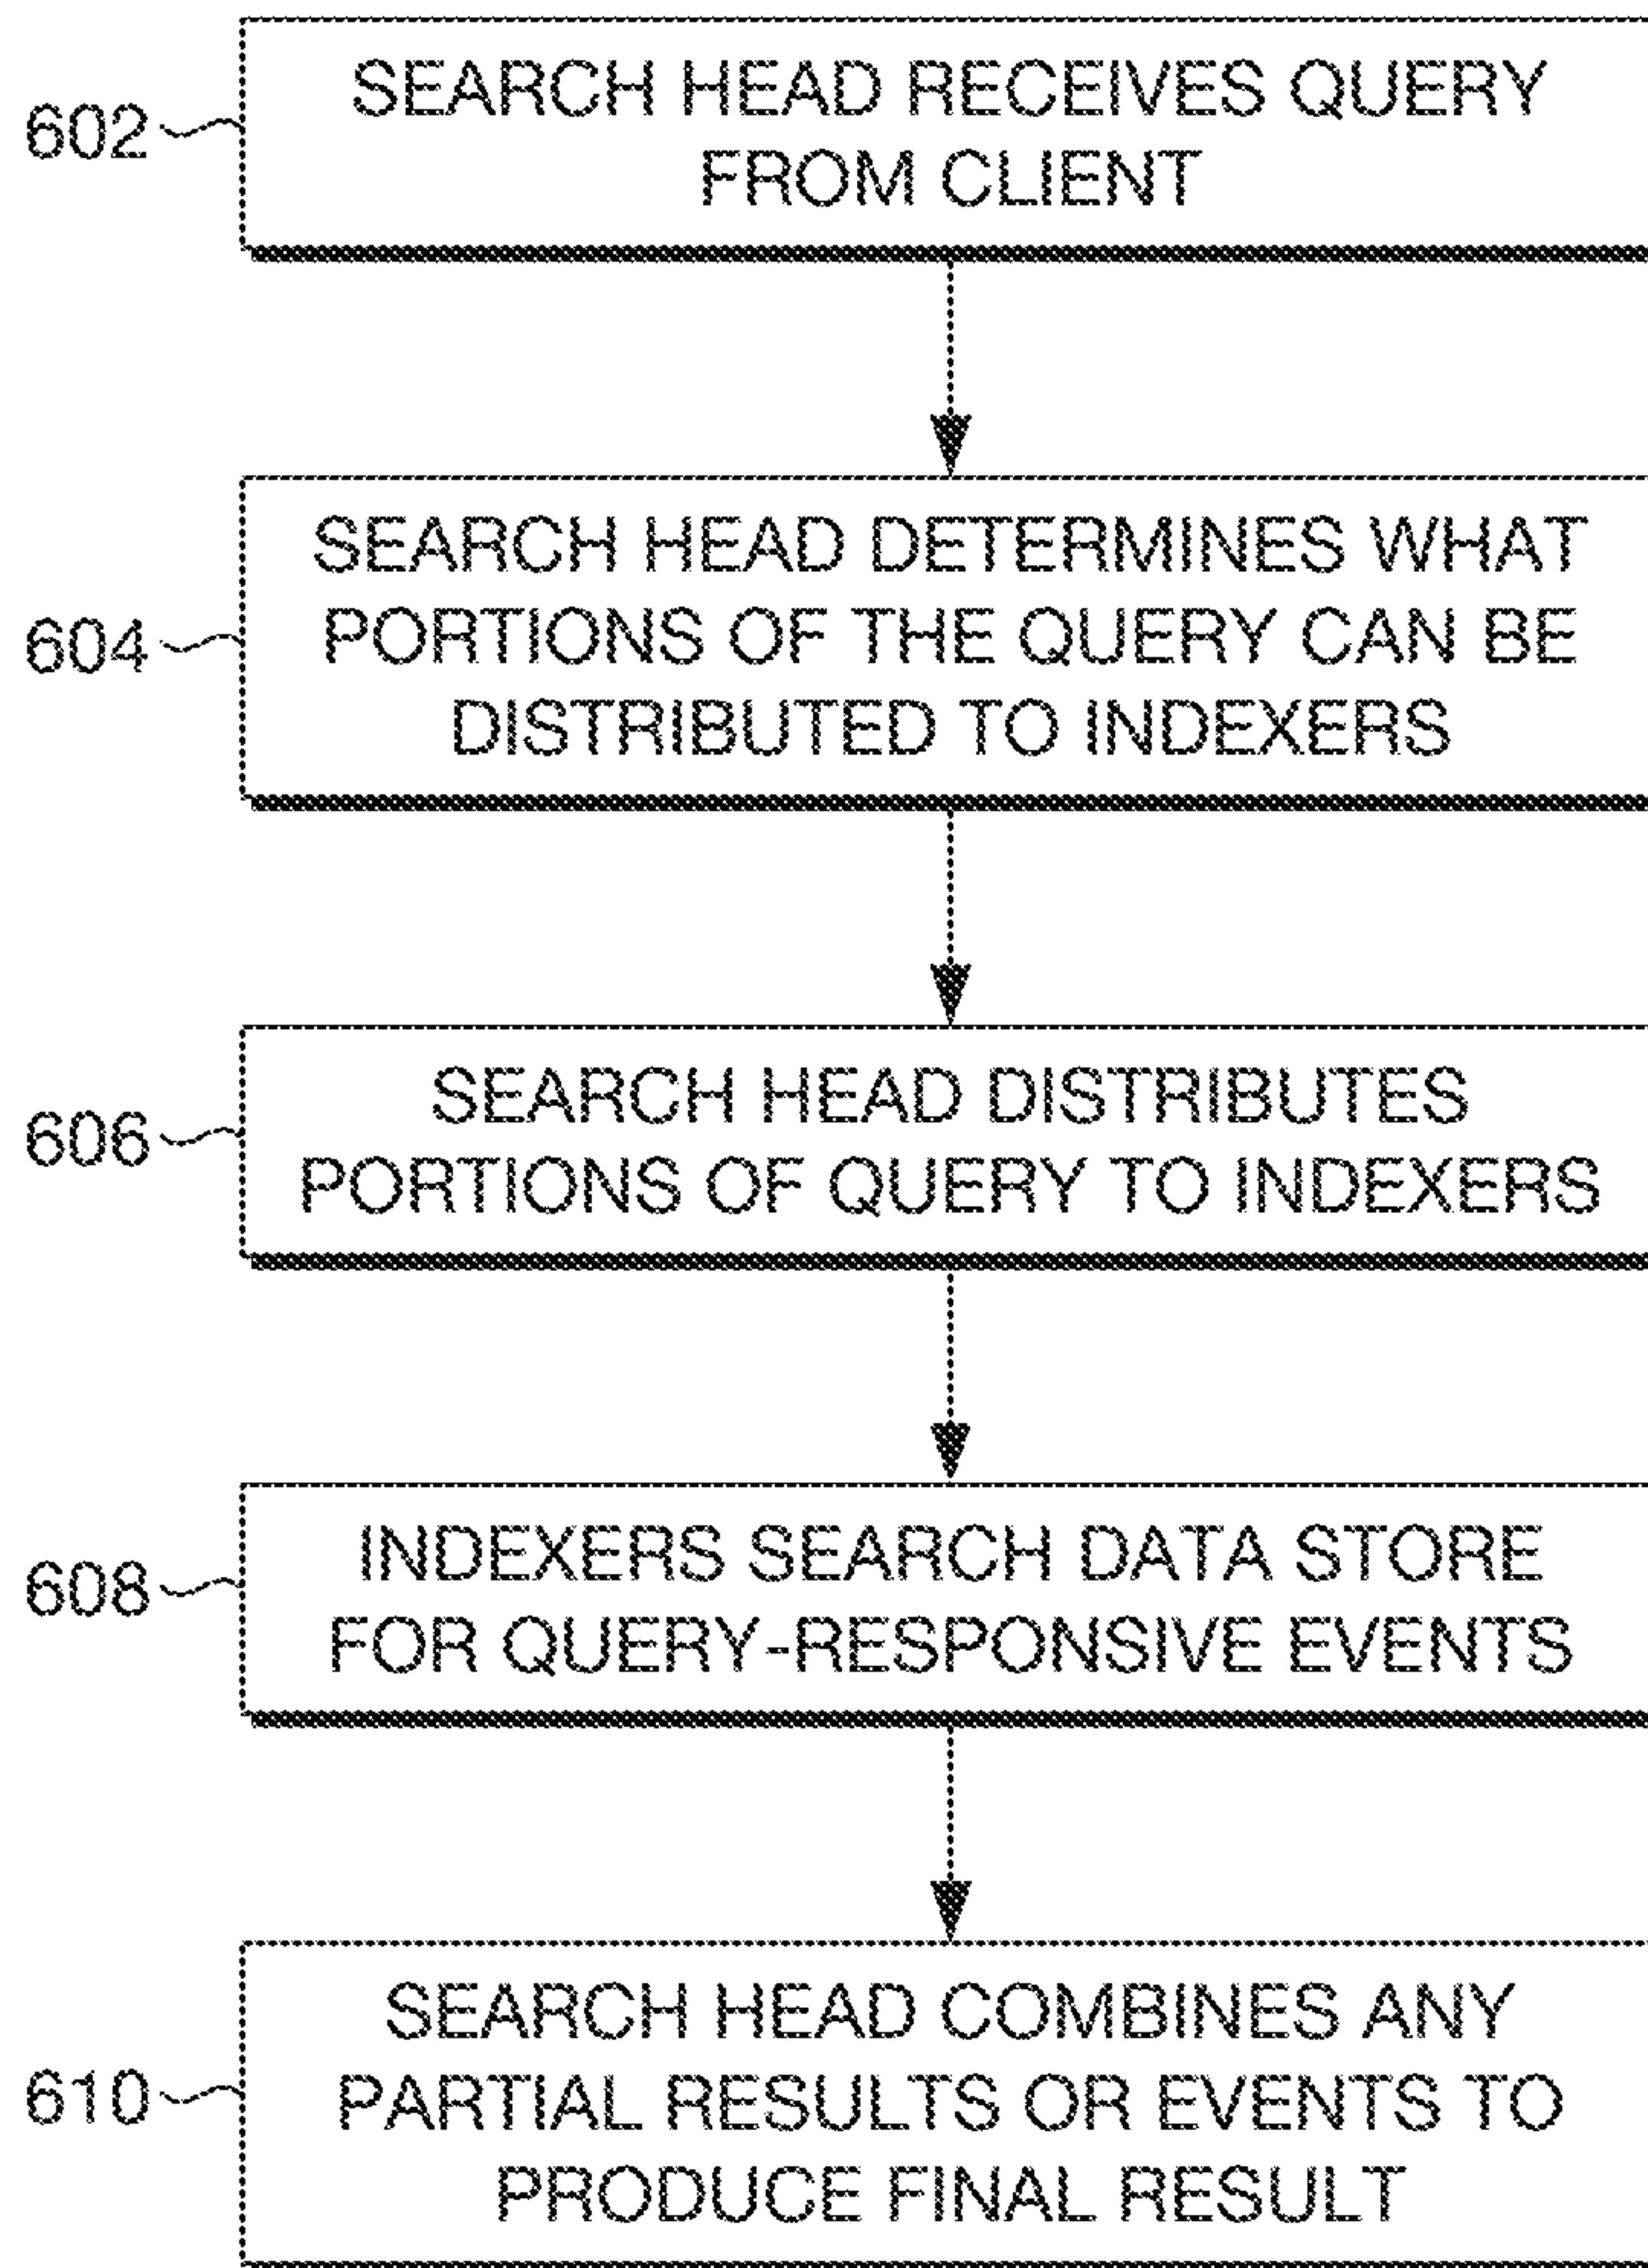 602
SEARCH HEAD RECEIVES QUERY
FROM CLIENT
604
SEARCH HEAD DETERMINES WHAT
PORTIONS OF THE QUERY CAN BE
DISTRIBUTED TO INDEXERS
606
SEARCH HEAD DISTRIBUTES
PORTIONS OF QUERY TO INDEXERS
608
INDEXERS SEARCH DATA STORE
FOR QUERY-RESPONSIVE EVENTS
610
SEARCH HEAD COMBINES ANY
PARTIAL RESULTS OR EVENTS TO
PRODUCE FINAL RESULT